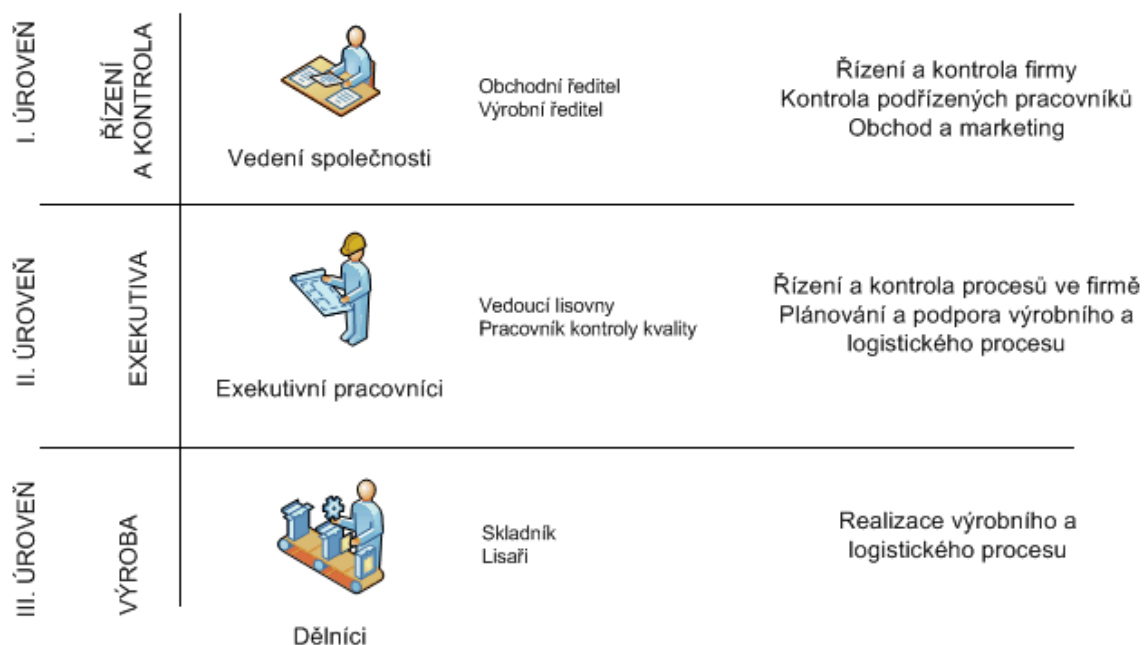 I. ÚROVEŇ
ŘÍZENÍ
A KONTROLA
Vedení společnosti
Obchodní ředitel
Výrobní ředitel
Řízení a kontrola firmy
Kontrola podřízených pracovníků
Obchod a marketing
II. ÚROVEŇ
EXEKUTIVA
Exekutivní pracovníci
Vedoucí lisovny
Pracovník kontroly kvality
Řízení a kontrola procesů ve firmě
Plánování a podpora výrobního a
logistického procesu
III. ÚROVEŇ
VÝROBA
Dělníci
Skladník
Lisaři
Realizace výrobního a
logistického procesu